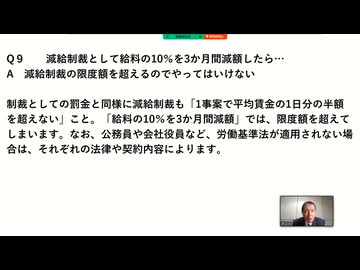 Q９　　減給制裁として給料の10%を3か月間減額したら…
A　減給制裁の限度額を超えるのでやってはいけない
制裁としての罰金と同様に減給制裁も「1事案で平均賃金の1日分の半額
を超えない」こと。「給料の10%を3か月間減額」では、限度額を超えて
しまいます。なお、公務員や会社役員など、労働基準法が適用されない場
合は、それぞれの法律や契約内容によります。